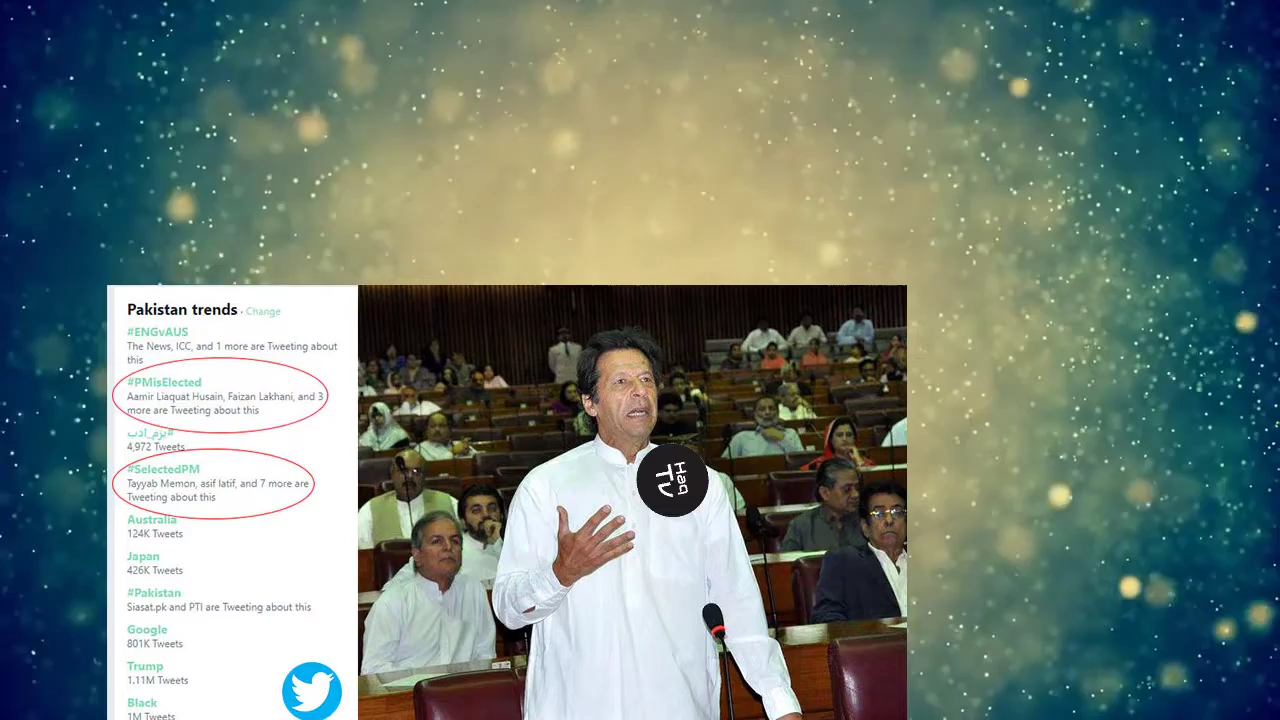 Pakistan trends · Change
#ENGvAUS
The News, ICC, and 1 more are Tweeting about
this
#PMisElected
Aamir Liaquat Husain, Faizan Lakhani, and 3
more are Tweeting about this
#بزم_ادب
4,972 Tweets
#SelectedPM
Tayyab Memon, asif latif, and 7 more are
Tweeting about this
Australia
124K Tweets
Japan
426K Tweets
#Pakistan
Siasat.pk and PTI are Tweeting about this
Google
801K Tweets
Trump
1.11M Tweets
Black
1M Tweets
Haq
TV